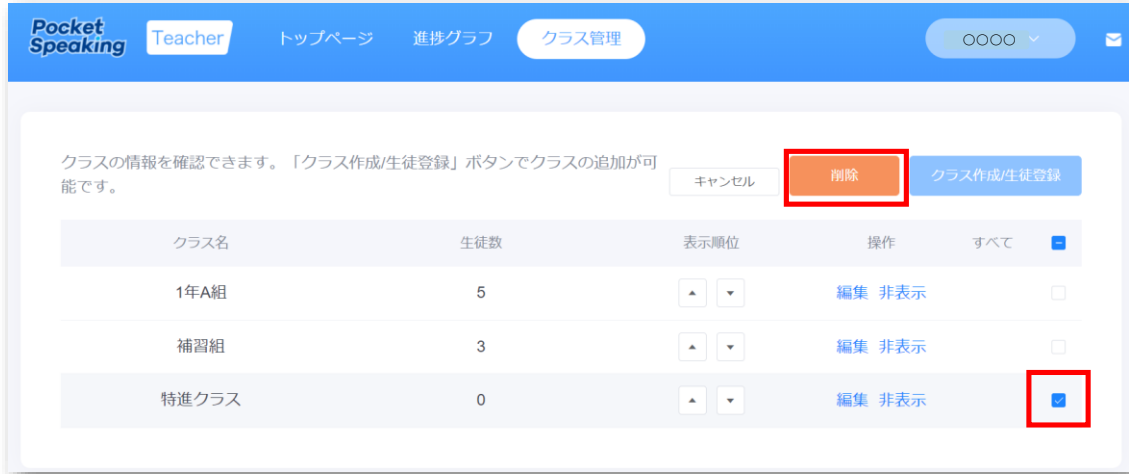 Pocket
Speaking
Teacher
トップページ
進捗グラフ
クラス管理
○○○○
クラスの情報を確認できます。「クラス作成/生徒登録」ボタンでクラスの追加が可
能です。
キャンセル
削除
クラス作成/生徒登録
クラス名 生徒数 表示順位 操作 すべて
1年A組 5 編集 非表示
補習組 3 編集 非表示
特進クラス 0 編集 非表示